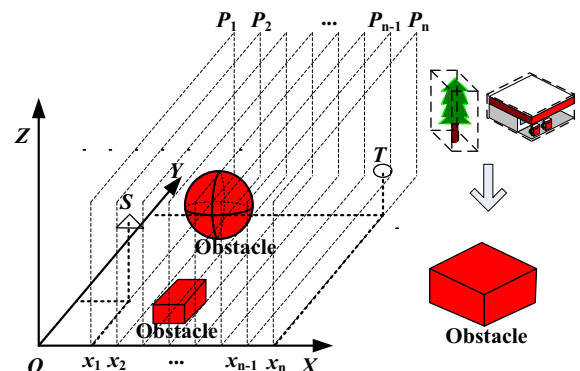 P1 P2 ... Pn-1 Pn
Z
Y
T
S
Obstacle
Obstacle
Obstacle
O x1 x2 ... xn-1 xn X